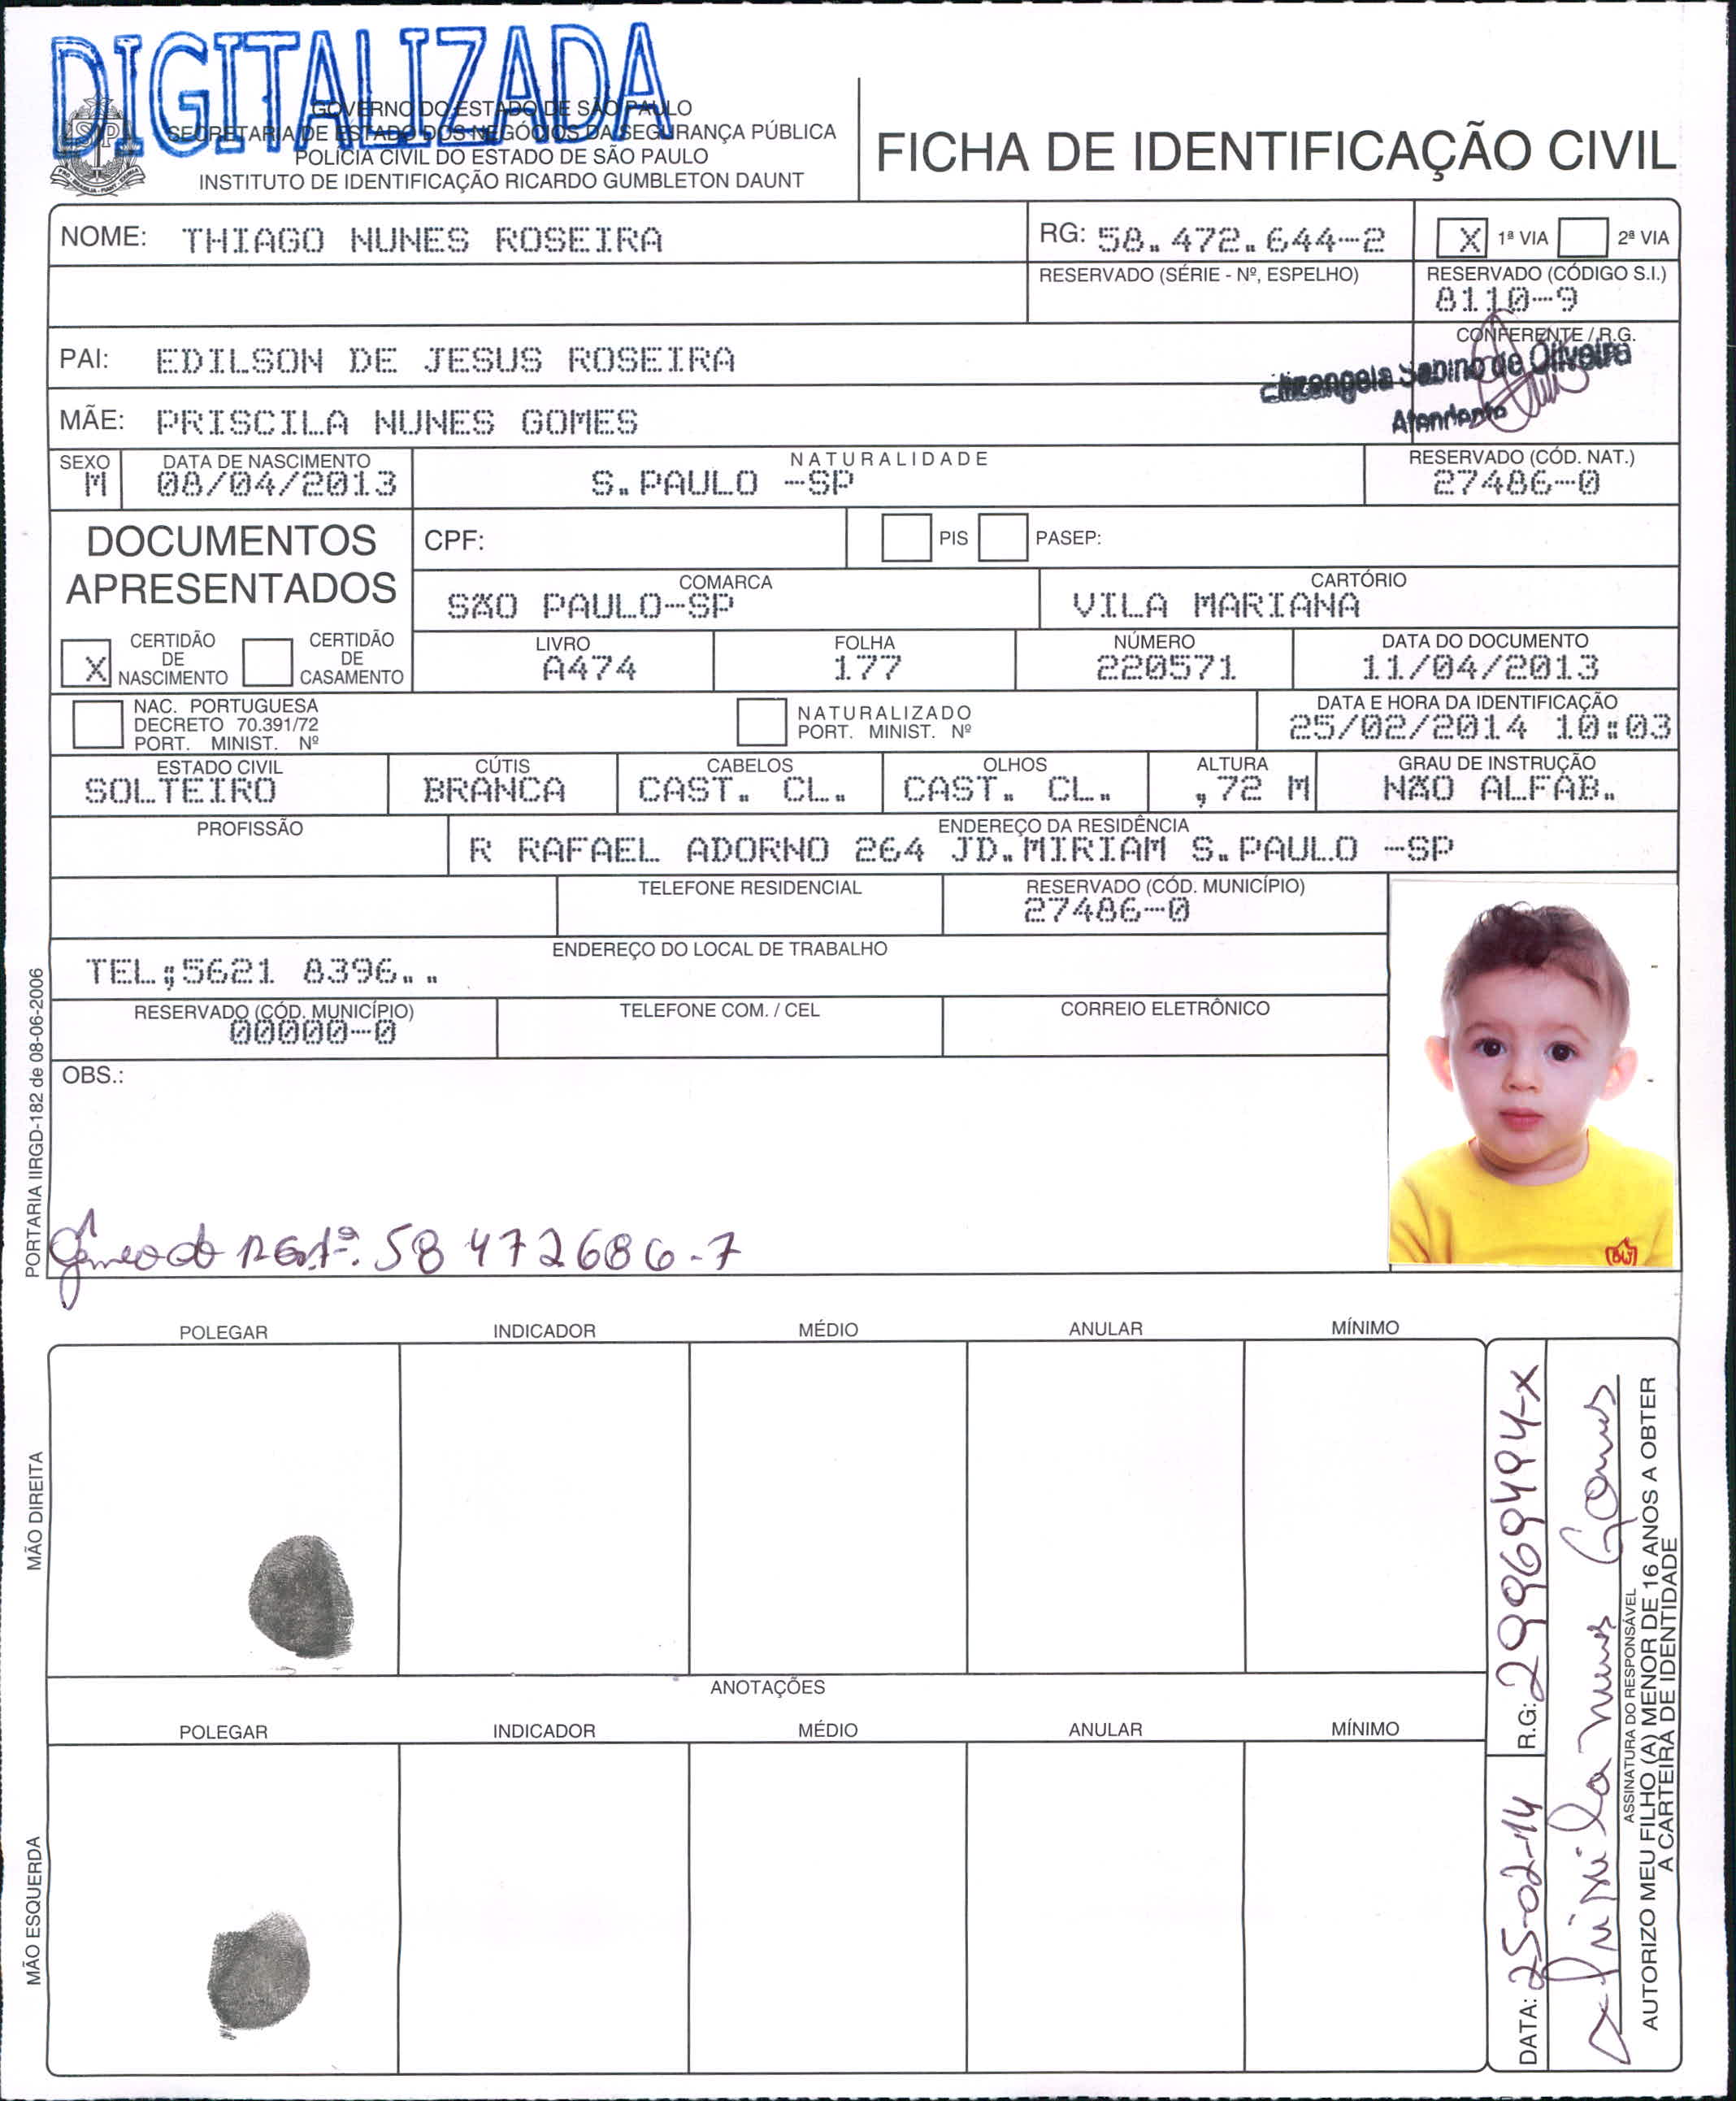 DIGITALIZADA
GOVERNO DO ESTADO DE SÃO PAULO
SECRETARIA DE ESTADO DOS NEGÓCIOS DA SEGURANÇA PÚBLICA
POLÍCIA CIVIL DO ESTADO DE SÃO PAULO
INSTITUTO DE IDENTIFICAÇÃO RICARDO GUMBLETON DAUNT
FICHA DE IDENTIFICAÇÃO CIVIL
NOME: THIAGO NUNES ROSEIRA
RG: 58.472.644-2
X 1ª VIA 2ª VIA
RESERVADO (SÉRIE - Nº, ESPELHO)
RESERVADO (CÓDIGO S.I.)
8110-9
PAI: EDILSON DE JESUS ROSEIRA
CONFERENTE / R.G.
Elizangela Sabino de Oliveira
Atendente
MÃE: PRISCILA NUNES GOMES
SEXO
M
DATA DE NASCIMENTO
08/04/2013
NATURALIDADE
S.PAULO -SP
RESERVADO (CÓD. NAT.)
27486-0
DOCUMENTOS
APRESENTADOS
CPF:
PIS PASEP:
COMARCA
SÃO PAULO-SP
CARTÓRIO
VILA MARIANA
X CERTIDÃO
DE
NASCIMENTO
CERTIDÃO
DE
CASAMENTO
LIVRO
A474
FOLHA
177
NÚMERO
220571
DATA DO DOCUMENTO
11/04/2013
NAC. PORTUGUESA
DECRETO 70.391/72
PORT. MINIST. Nº
NATURALIZADO
PORT. MINIST. Nº
DATA E HORA DA IDENTIFICAÇÃO
25/02/2014 10:03
ESTADO CIVIL
SOLTEIRO
CÚTIS
BRANCA
CABELOS
CAST. CL.
OLHOS
CAST. CL.
ALTURA
,72 M
GRAU DE INSTRUÇÃO
NÃO ALFAB.
PROFISSÃO
ENDEREÇO DA RESIDÊNCIA
R RAFAEL ADORNO 264 JD.MIRIAM S.PAULO -SP
TELEFONE RESIDENCIAL
RESERVADO (CÓD. MUNICÍPIO)
27486-0
ENDEREÇO DO LOCAL DE TRABALHO
TEL;5621 8396..
RESERVADO (CÓD. MUNICÍPIO)
00000-0
TELEFONE COM. / CEL
CORREIO ELETRÔNICO
OBS.:
Gêmeo do RG.nº. 58 472686-7
PORTARIA IIRGD-182 de 08-06-2006
POLEGAR INDICADOR MÉDIO ANULAR MÍNIMO
MÃO DIREITA
ANOTAÇÕES
POLEGAR INDICADOR MÉDIO ANULAR MÍNIMO
MÃO ESQUERDA
DATA: 25-02-14 R.G: 29969494-X
Priscila Nunes Gomes
ASSINATURA DO RESPONSÁVEL
AUTORIZO MEU FILHO (A) MENOR DE 16 ANOS A OBTER
A CARTEIRA DE IDENTIDADE